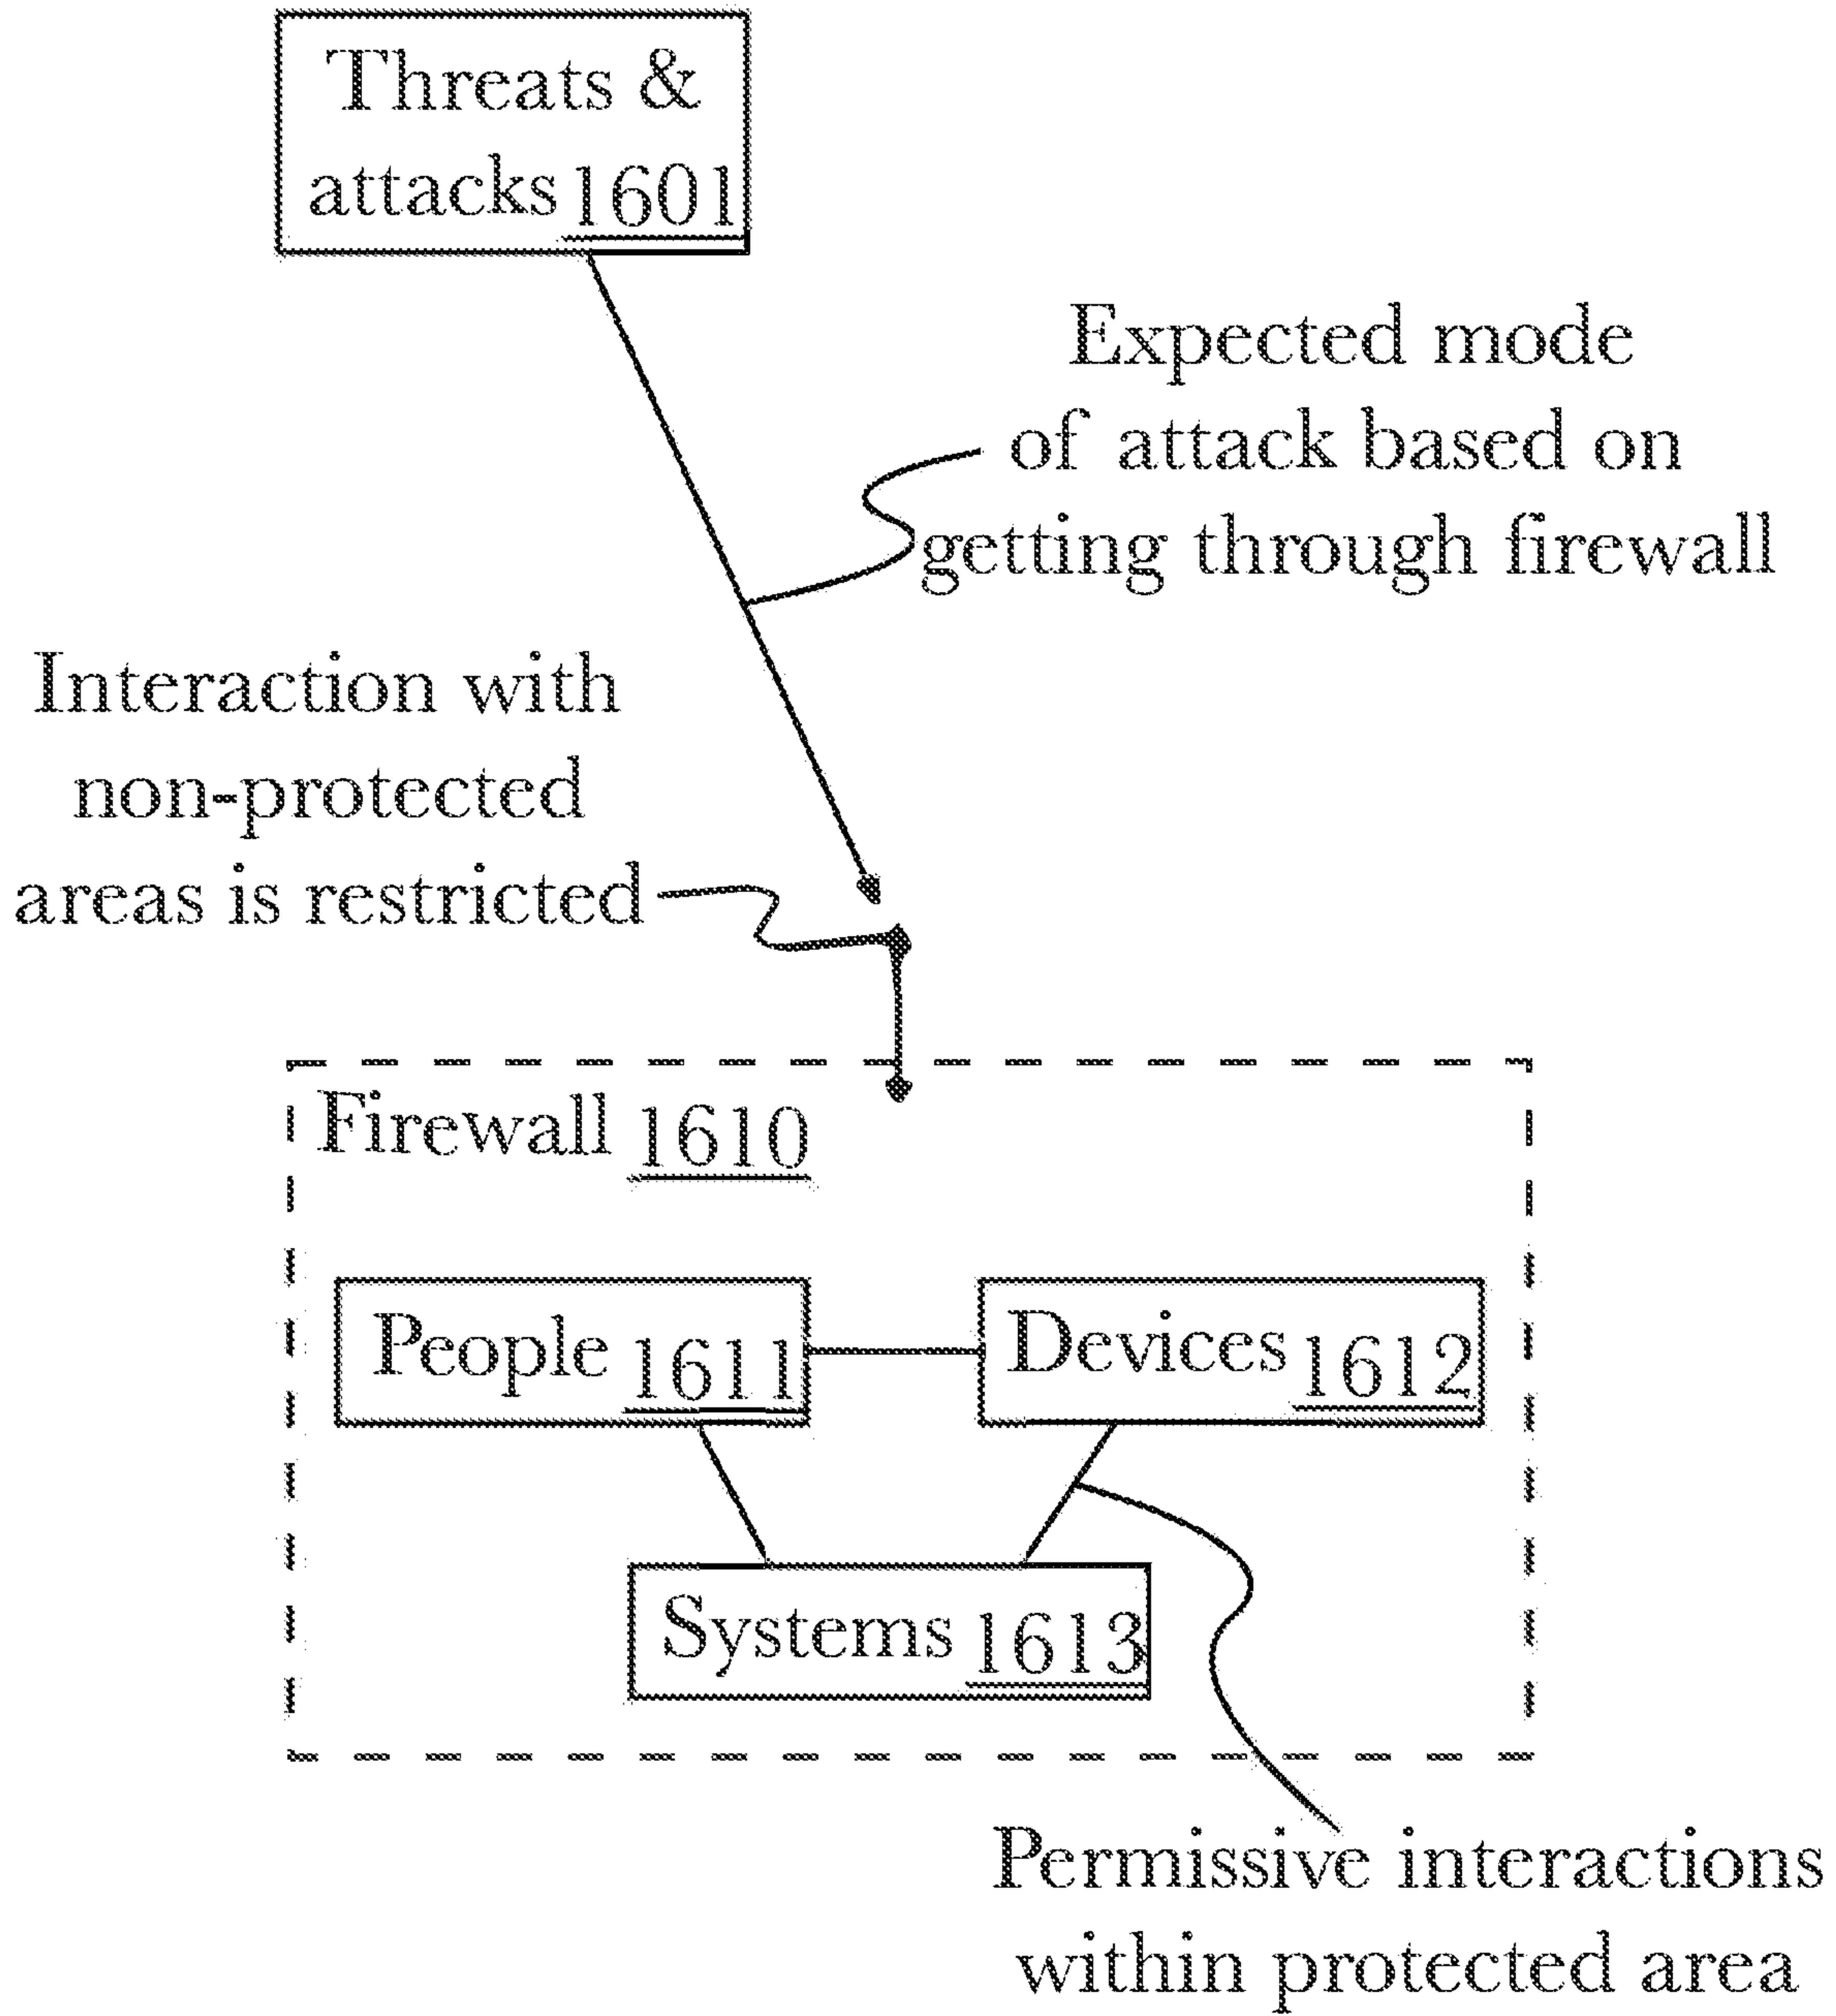 Threats &
attacks 1601
Expected mode
of attack based on
getting through firewall
Interaction with
non-protected
areas is restricted
Firewall 1610
People 1611
Devices 1612
Systems 1613
Permissive interactions
within protected area